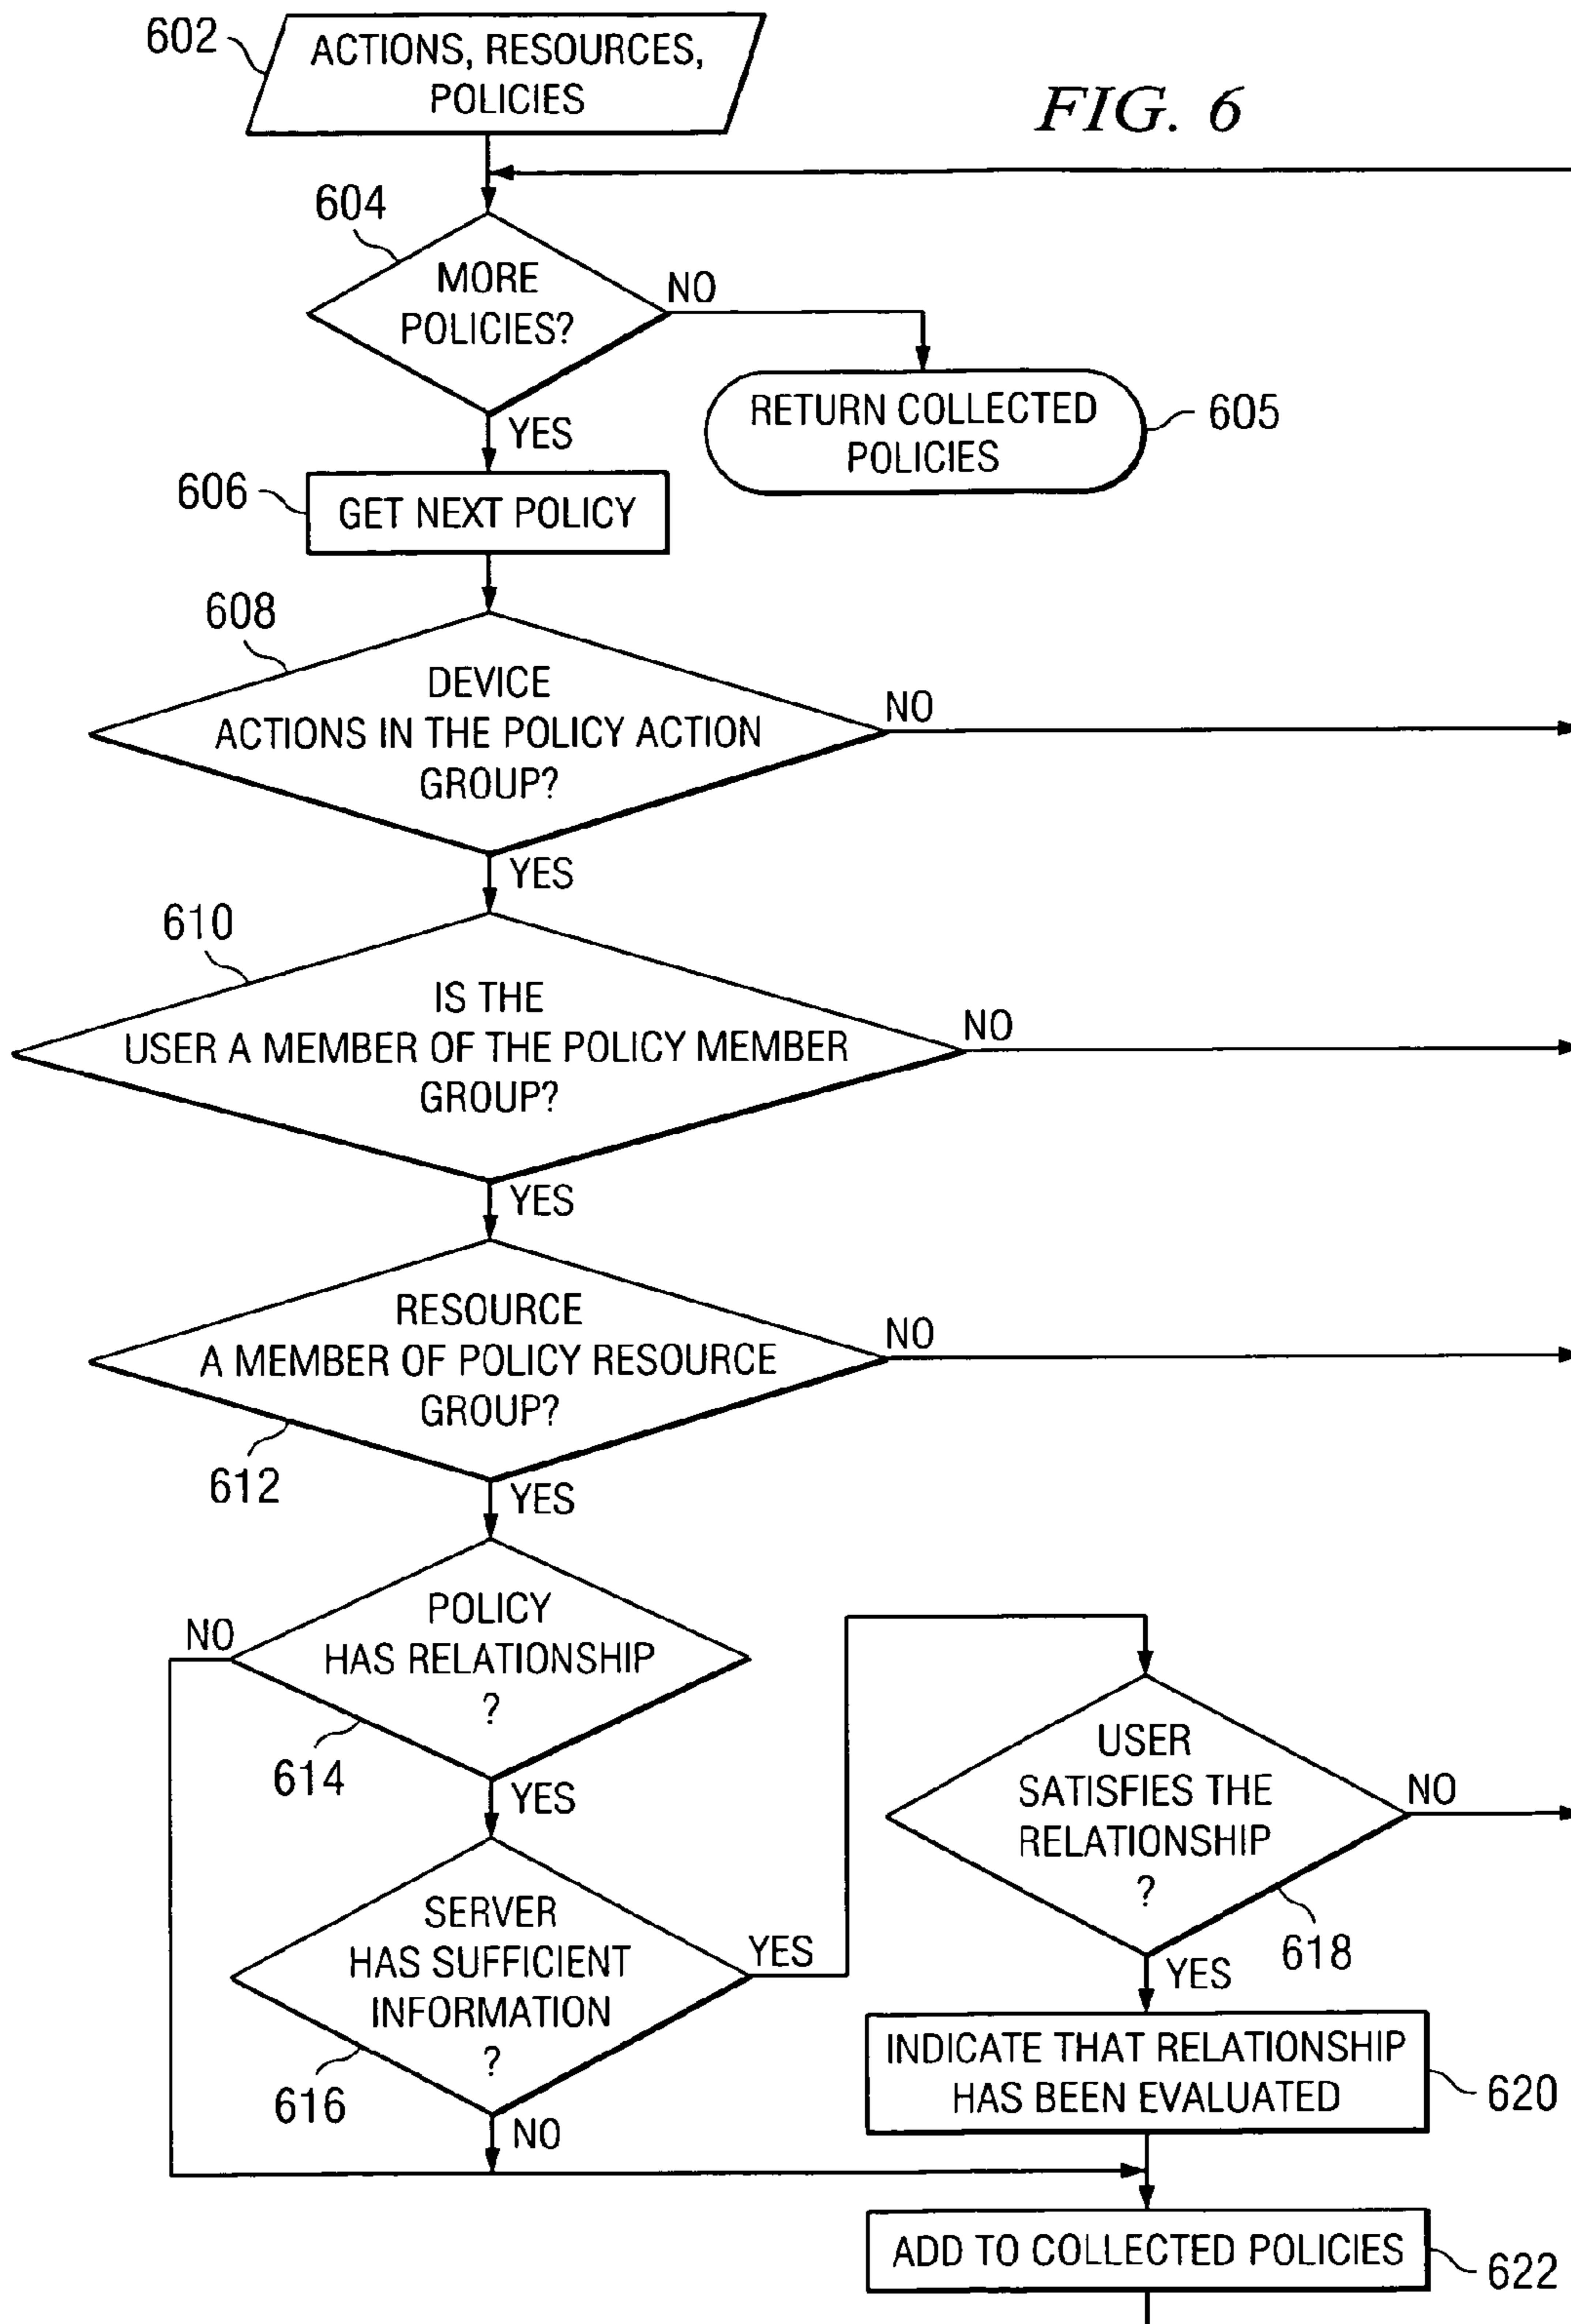 602
ACTIONS, RESOURCES,
POLICIES
FIG. 6
604
MORE
POLICIES?
NO
RETURN COLLECTED
POLICIES
605
YES
606
GET NEXT POLICY
608
DEVICE
ACTIONS IN THE POLICY ACTION
GROUP?
NO
YES
610
IS THE
USER A MEMBER OF THE POLICY MEMBER
GROUP?
NO
YES
RESOURCE
A MEMBER OF POLICY RESOURCE
GROUP?
NO
612
YES
POLICY
HAS RELATIONSHIP
?
NO
614
YES
USER
SATISFIES THE
RELATIONSHIP
?
NO
618
YES
SERVER
HAS SUFFICIENT
INFORMATION
?
YES
616
NO
INDICATE THAT RELATIONSHIP
HAS BEEN EVALUATED
620
ADD TO COLLECTED POLICIES
622